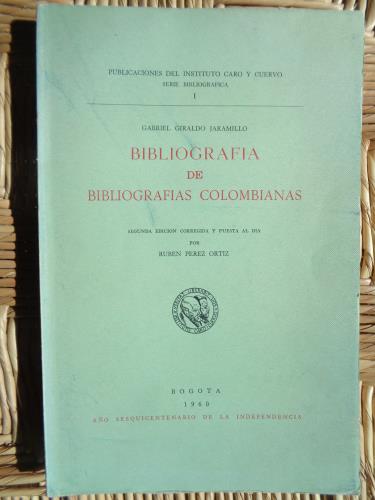 PUBLICACIONES DEL INSTITUTO CARO Y CUERVO
SERIE BIBLIOGRAFICA
I
GABRIEL GIRALDO JARAMILLO
BIBLIOGRAFIA
DE
BIBLIOGRAFIAS COLOMBIANAS
SEGUNDA EDICION CORREGIDA Y PUESTA AL DIA
POR
RUBEN PEREZ ORTIZ
BOGOTA
1960
AÑO SESQUICENTENARIO DE LA INDEPENDENCIA